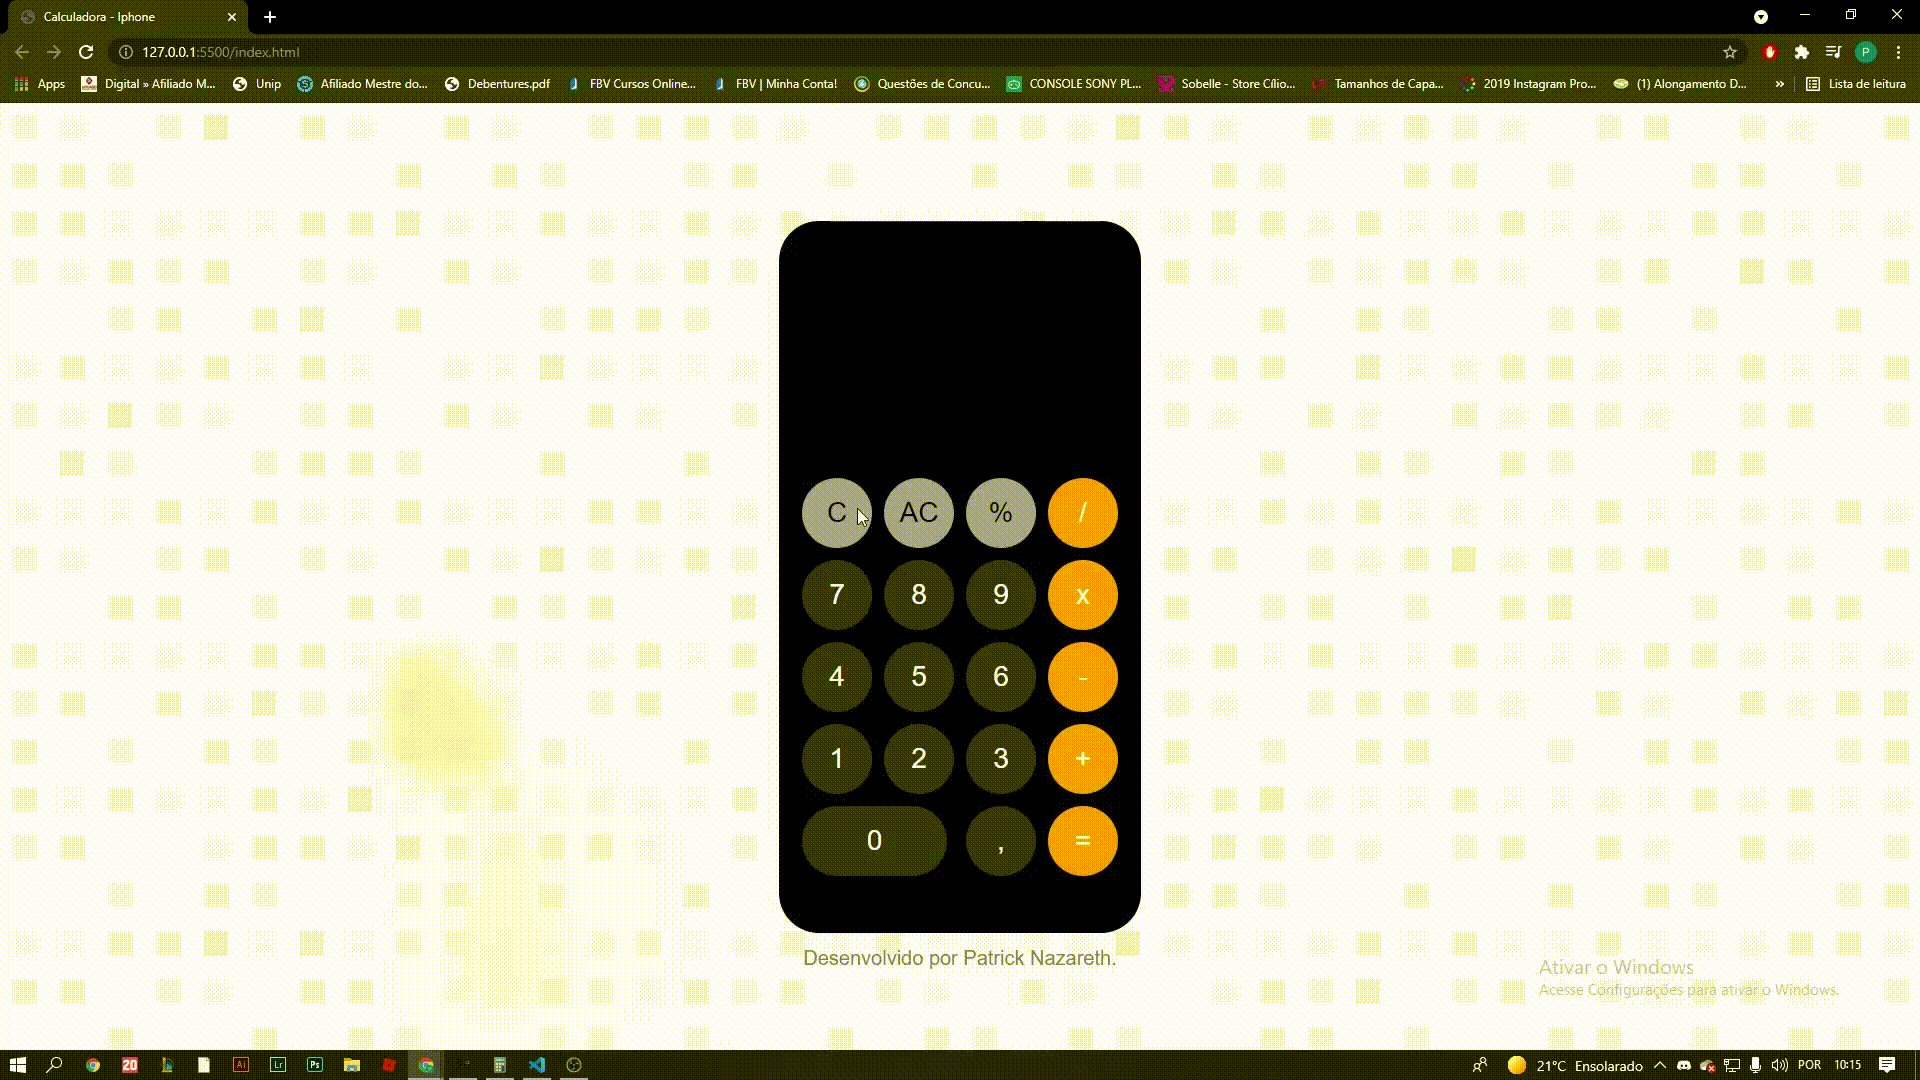 Calculadora - Iphone
127.0.0.1:5500/index.html
P
Apps
Digital » Afiliado M...
Unip
Afiliado Mestre do...
Debentures.pdf
FBV Cursos Online...
FBV | Minha Conta!
Questões de Concu...
CONSOLE SONY PL...
Sobelle - Store Cílio...
Tamanhos de Capa...
2019 Instagram Pro...
(1) Alongamento D...
»
Lista de leitura
C AC % /
7 8 9 x
4 5 6 -
1 2 3 +
0 , =
Desenvolvido por Patrick Nazareth.
Ativar o Windows
Acesse Configurações para ativar o Windows.
20
Ai
Lr
Ps
21°C Ensolarado
POR
10:15